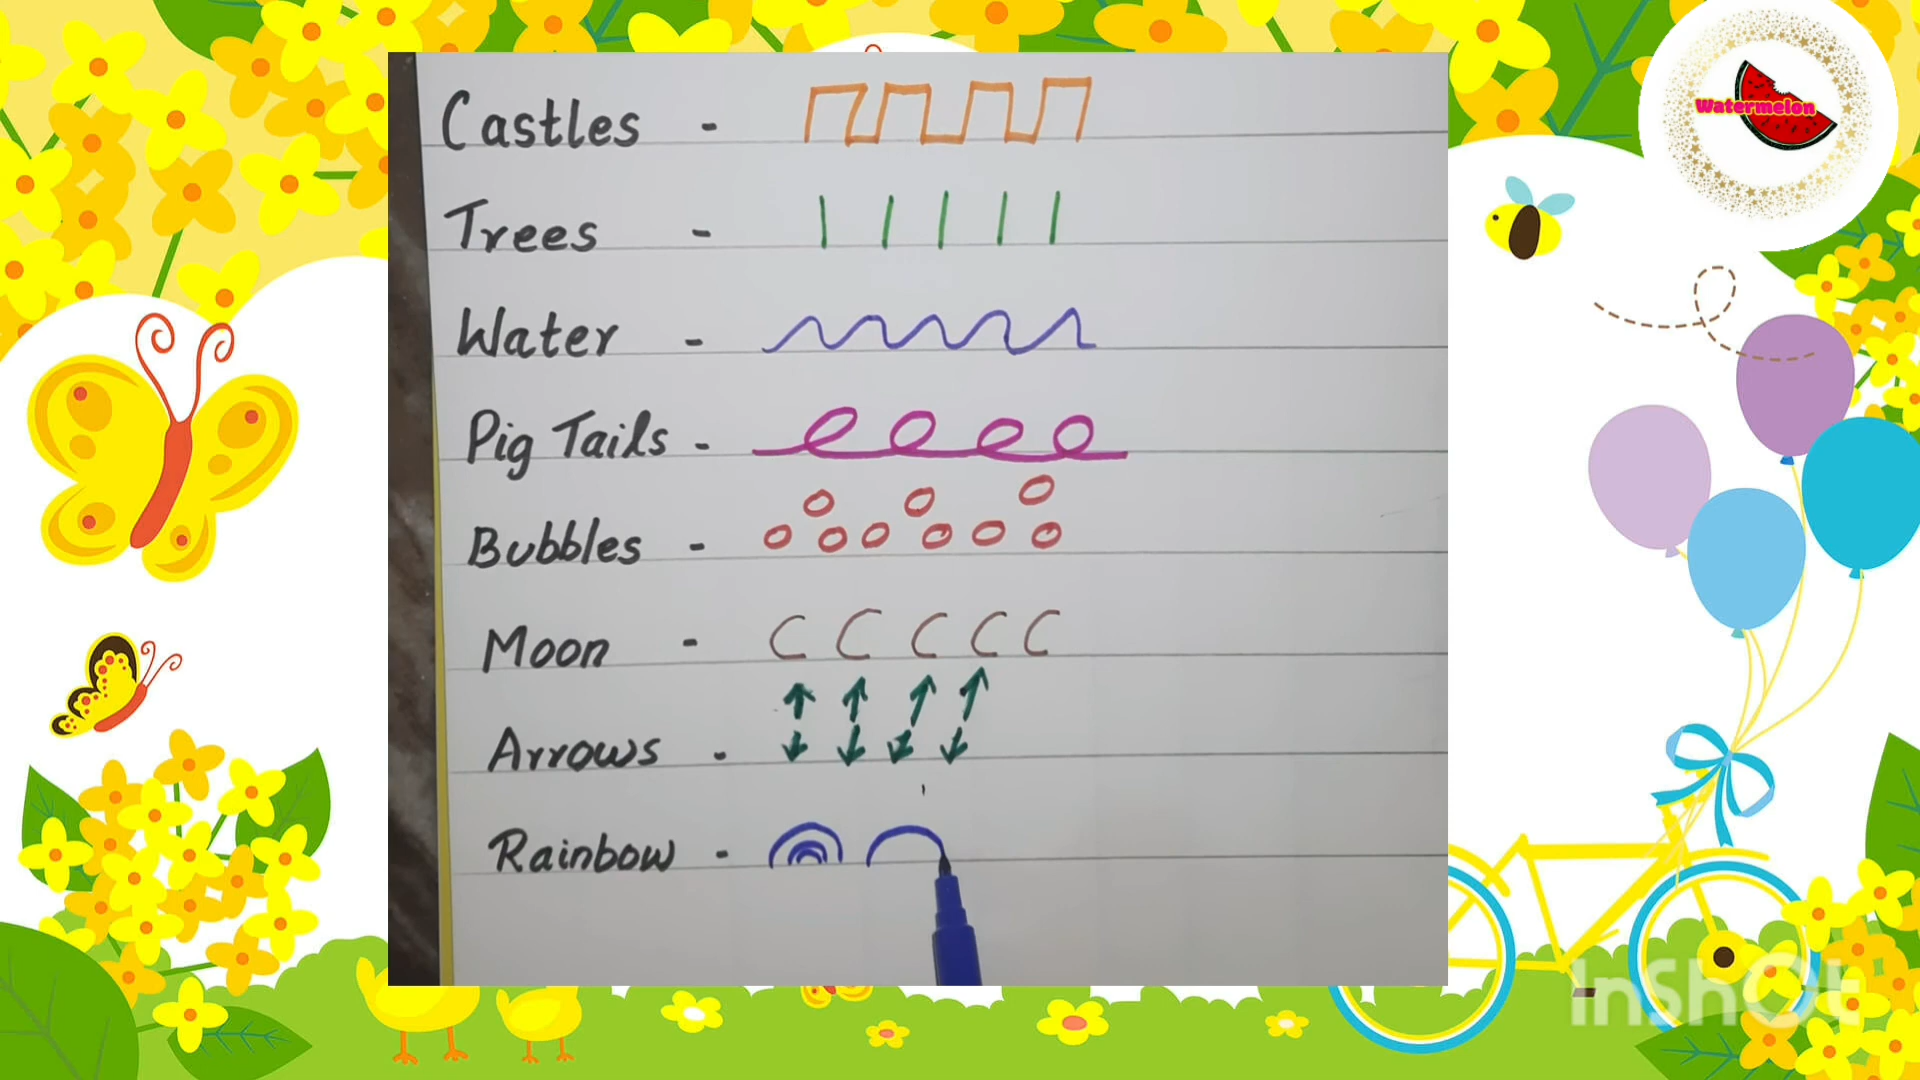 Watermelon
Castles -
Trees -
Water -
Pig Tails -
Bubbles -
Moon - C C C C C
Arrows -
Rainbow -
InShOt